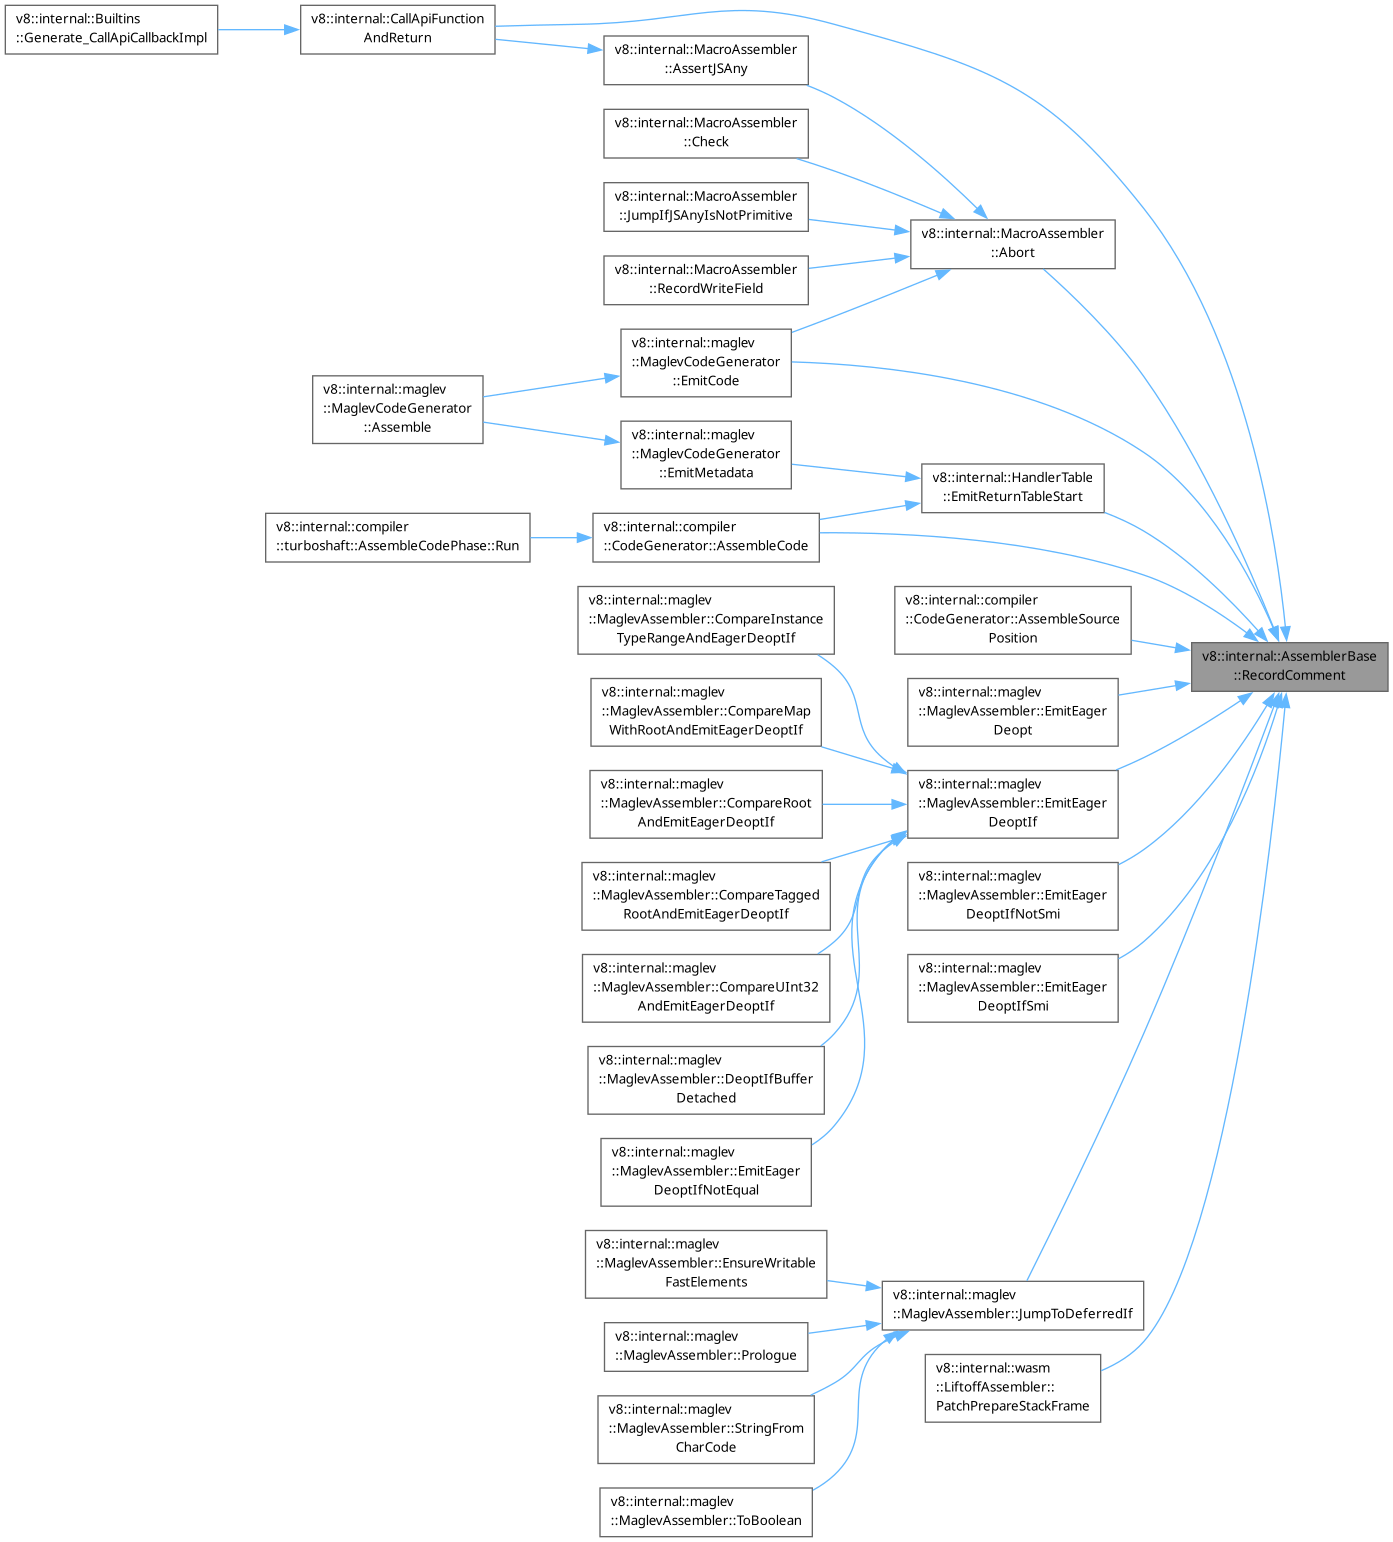 v8::internal::Builtins
::Generate_CallApiCallbackImpl
v8::internal::CallApiFunction
AndReturn
v8::internal::MacroAssembler
::AssertJSAny
v8::internal::MacroAssembler
::Check
v8::internal::MacroAssembler
::JumpIfJSAnyIsNotPrimitive
v8::internal::MacroAssembler
::Abort
v8::internal::MacroAssembler
::RecordWriteField
v8::internal::maglev
::MaglevCodeGenerator
::EmitCode
v8::internal::maglev
::MaglevCodeGenerator
::Assemble
v8::internal::maglev
::MaglevCodeGenerator
::EmitMetadata
v8::internal::HandlerTable
::EmitReturnTableStart
v8::internal::compiler
::turboshaft::AssembleCodePhase::Run
v8::internal::compiler
::CodeGenerator::AssembleCode
v8::internal::maglev
::MaglevAssembler::CompareInstance
TypeRangeAndEagerDeoptIf
v8::internal::compiler
::CodeGenerator::AssembleSource
Position
v8::internal::AssemblerBase
::RecordComment
v8::internal::maglev
::MaglevAssembler::CompareMap
WithRootAndEmitEagerDeoptIf
v8::internal::maglev
::MaglevAssembler::EmitEager
Deopt
v8::internal::maglev
::MaglevAssembler::CompareRoot
AndEmitEagerDeoptIf
v8::internal::maglev
::MaglevAssembler::EmitEager
DeoptIf
v8::internal::maglev
::MaglevAssembler::CompareTagged
RootAndEmitEagerDeoptIf
v8::internal::maglev
::MaglevAssembler::EmitEager
DeoptIfNotSmi
v8::internal::maglev
::MaglevAssembler::CompareUInt32
AndEmitEagerDeoptIf
v8::internal::maglev
::MaglevAssembler::EmitEager
DeoptIfSmi
v8::internal::maglev
::MaglevAssembler::DeoptIfBuffer
Detached
v8::internal::maglev
::MaglevAssembler::EmitEager
DeoptIfNotEqual
v8::internal::maglev
::MaglevAssembler::EnsureWritable
FastElements
v8::internal::maglev
::MaglevAssembler::JumpToDeferredIf
v8::internal::maglev
::MaglevAssembler::Prologue
v8::internal::wasm
::LiftoffAssembler::
PatchPrepareStackFrame
v8::internal::maglev
::MaglevAssembler::StringFrom
CharCode
v8::internal::maglev
::MaglevAssembler::ToBoolean